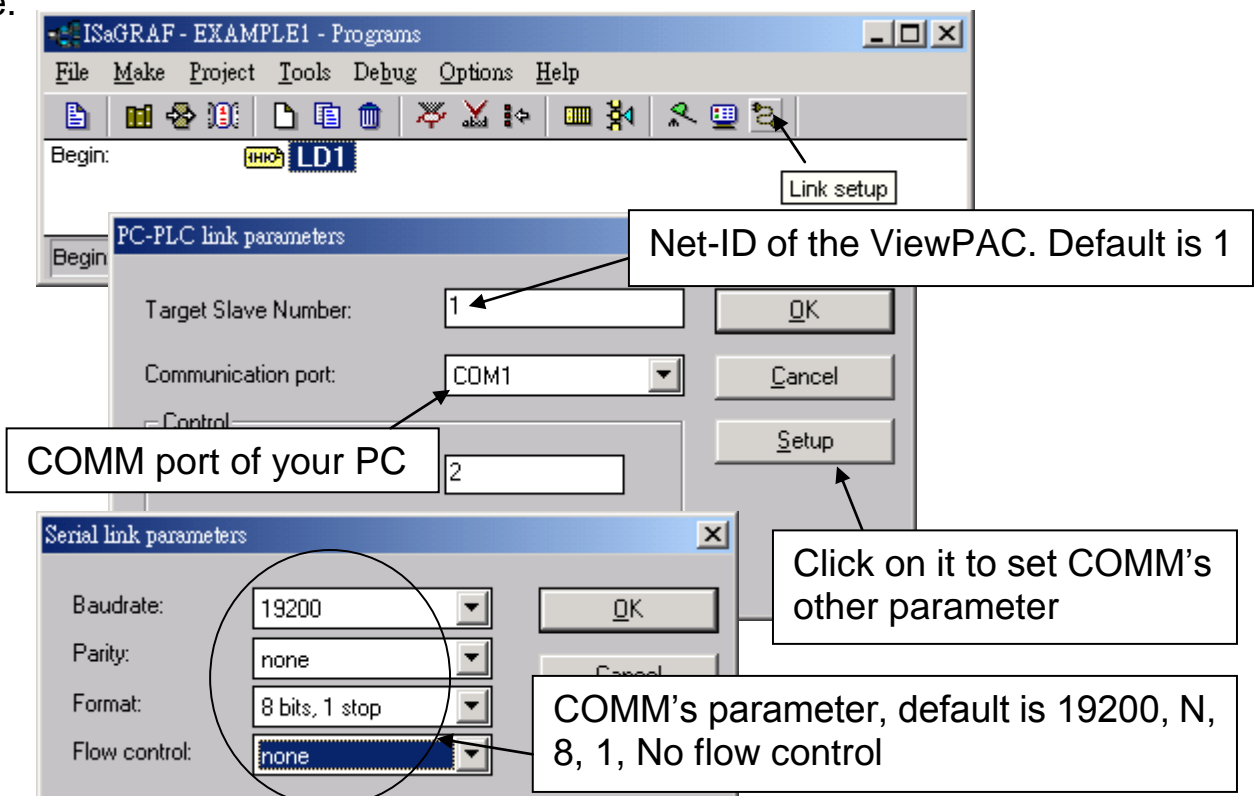 e.
ISaGRAF - EXAMPLE1 - Programs
File Make Project Tools Debug Options Help
Begin: LD1
Link setup
PC-PLC link parameters
Net-ID of the ViewPAC. Default is 1
Begin
Target Slave Number: 1 OK
Communication port: COM1 Cancel
Control
Setup
COMM port of your PC
2
Serial link parameters
Click on it to set COMM’s
other parameter
Baudrate: 19200 OK
Parity: none Cancel
Format: 8 bits, 1 stop
COMM’s parameter, default is 19200, N,
8, 1, No flow control
Flow control: none